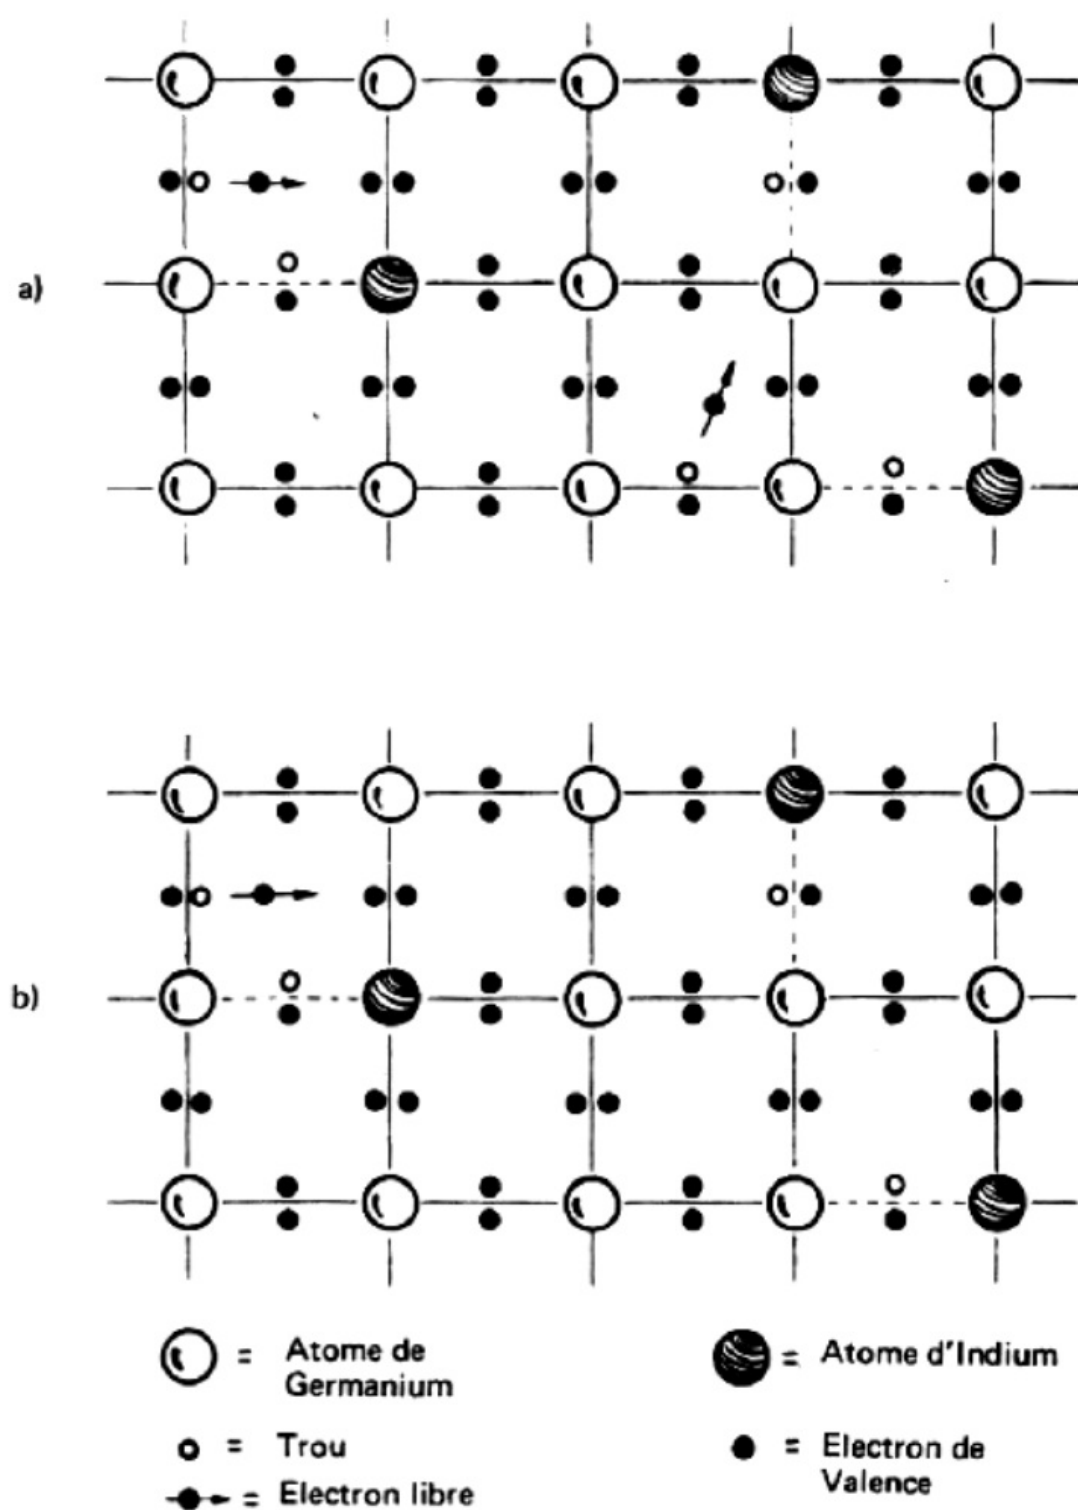 a)
b)
= Atome de
Germanium
= Atome d'Indium
= Trou
= Electron de
Valence
= Electron libre